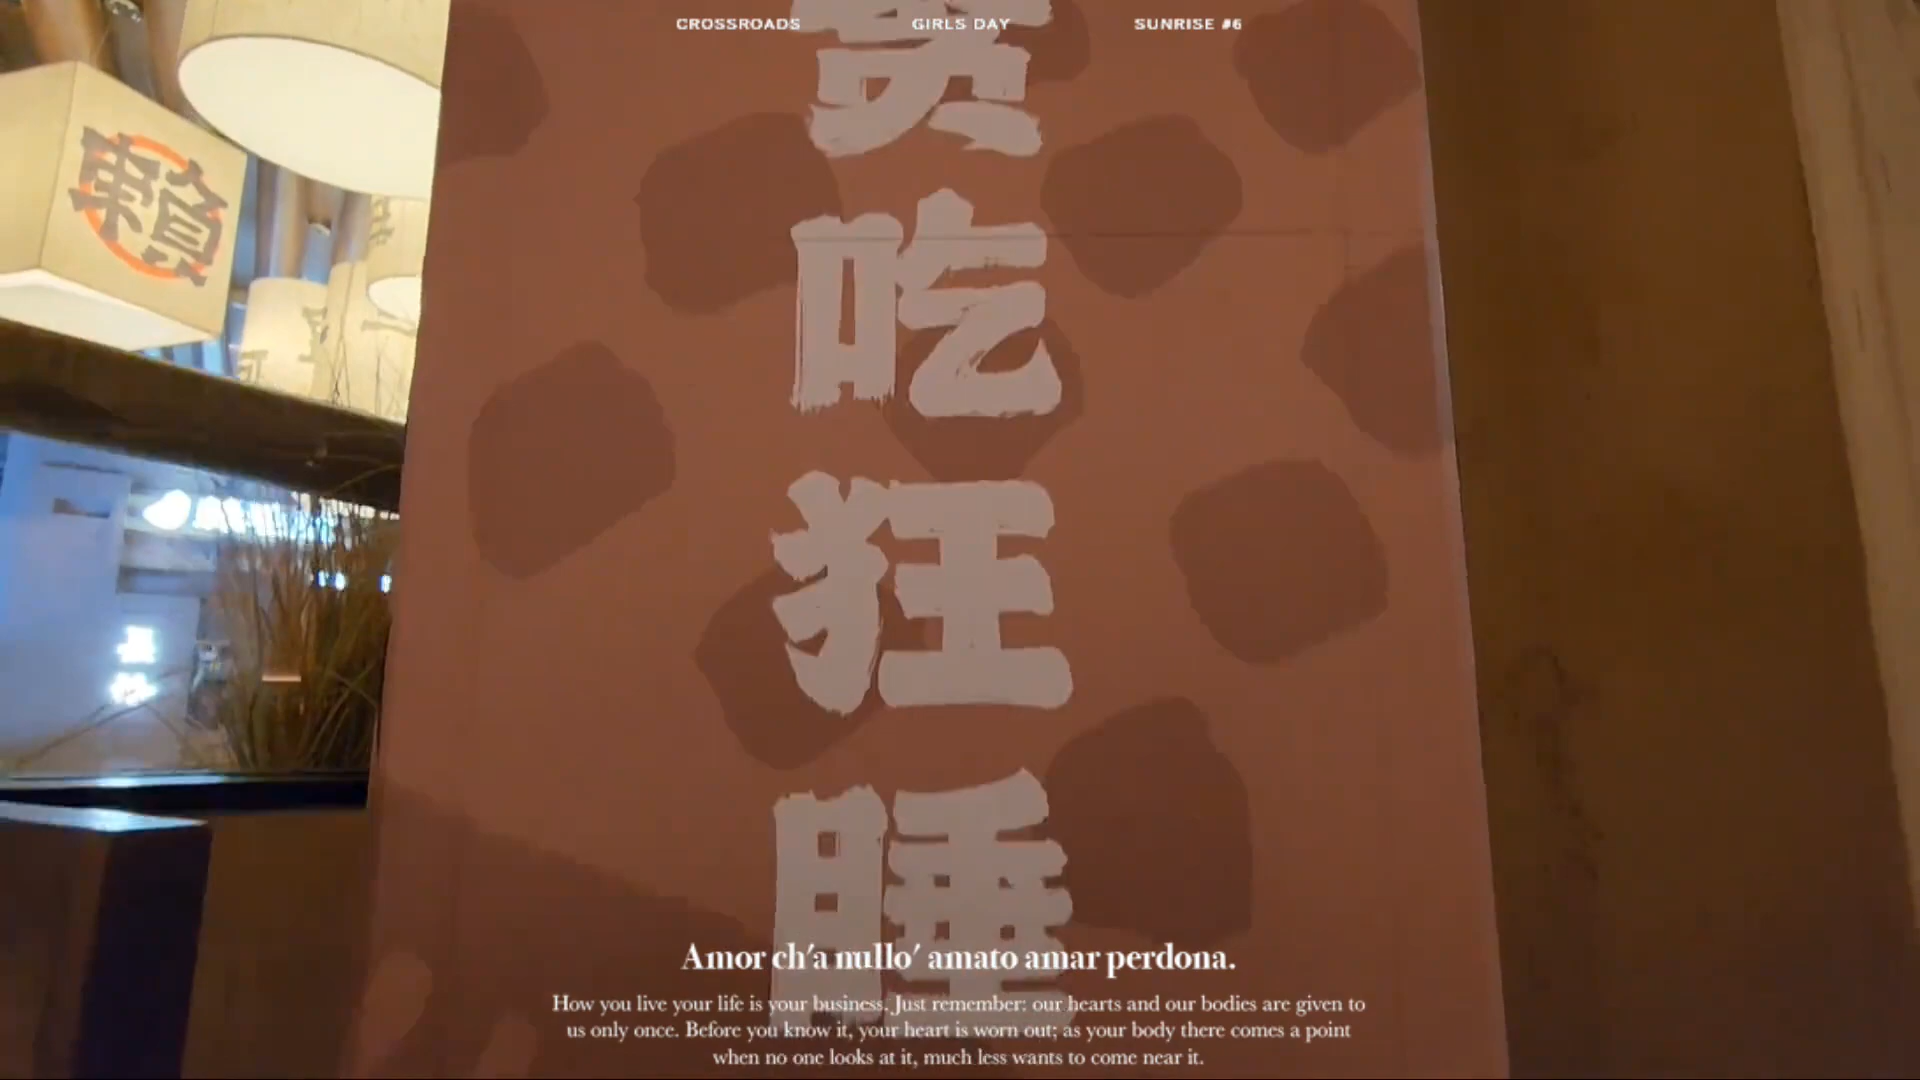 CROSSROADS GIRLS DAY SUNRISE #6
賴
吃
狂
睡
Amor ch'a nullo' amato amar perdona.
How you live your life is your business. Just remember: our hearts and our bodies are given to
us only once. Before you know it, your heart is worn out; as your body there comes a point
when no one looks at it, much less wants to come near it.